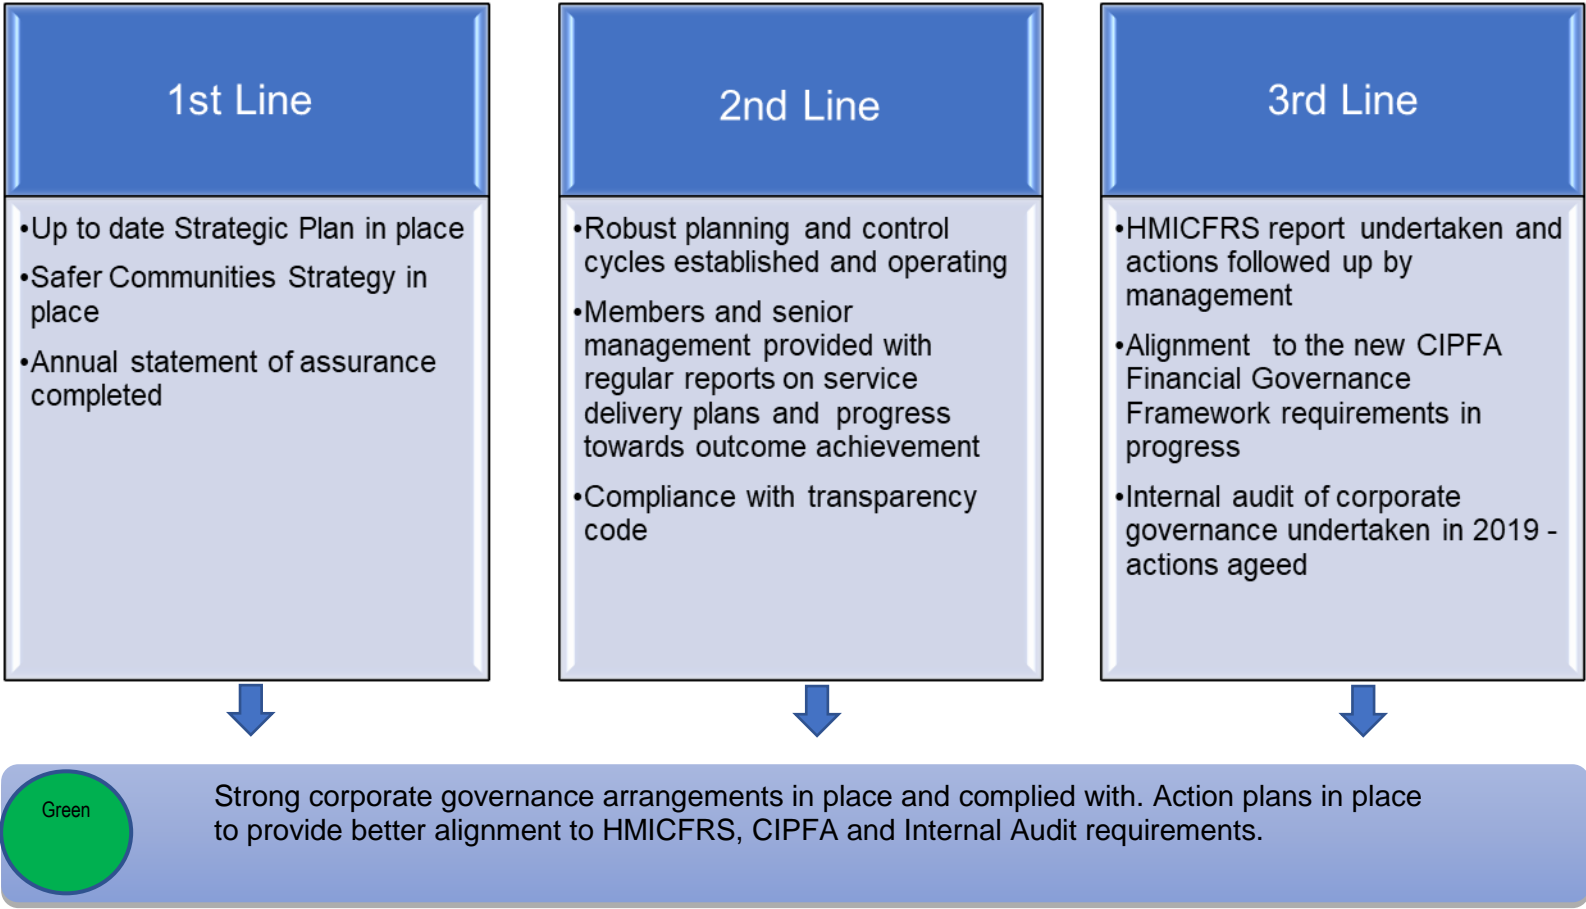 1st Line
•Up to date Strategic Plan in place
•Safer Communities Strategy in
place
•Annual statement of assurance
completed
2nd Line
•Robust planning and control
cycles established and operating
•Members and senior
management provided with
regular reports on service
delivery plans and progress
towards outcome achievement
•Compliance with transparency
code
3rd Line
•HMICFRS report undertaken and
actions followed up by
management
•Alignment to the new CIPFA
Financial Governance
Framework requirements in
progress
•Internal audit of corporate
governance undertaken in 2019 -
actions ageed
Green
Strong corporate governance arrangements in place and complied with. Action plans in place
to provide better alignment to HMICFRS, CIPFA and Internal Audit requirements.